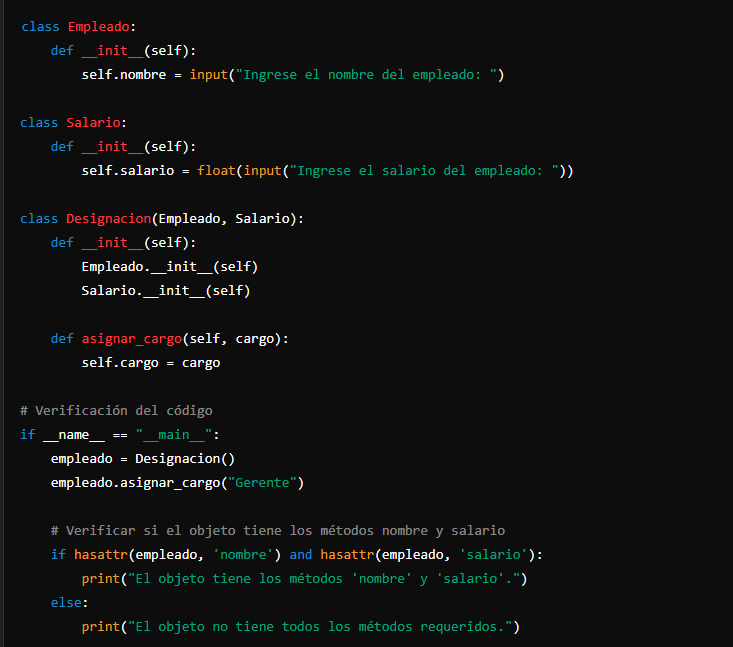 class Empleado:
    def __init__(self):
        self.nombre = input("Ingrese el nombre del empleado: ")

class Salario:
    def __init__(self):
        self.salario = float(input("Ingrese el salario del empleado: "))

class Designacion(Empleado, Salario):
    def __init__(self):
        Empleado.__init__(self)
        Salario.__init__(self)

    def asignar_cargo(self, cargo):
        self.cargo = cargo

# Verificación del código
if __name__ == "__main__":
    empleado = Designacion()
    empleado.asignar_cargo("Gerente")

    # Verificar si el objeto tiene los métodos nombre y salario
    if hasattr(empleado, 'nombre') and hasattr(empleado, 'salario'):
        print("El objeto tiene los métodos 'nombre' y 'salario'.")
    else:
        print("El objeto no tiene todos los métodos requeridos.")